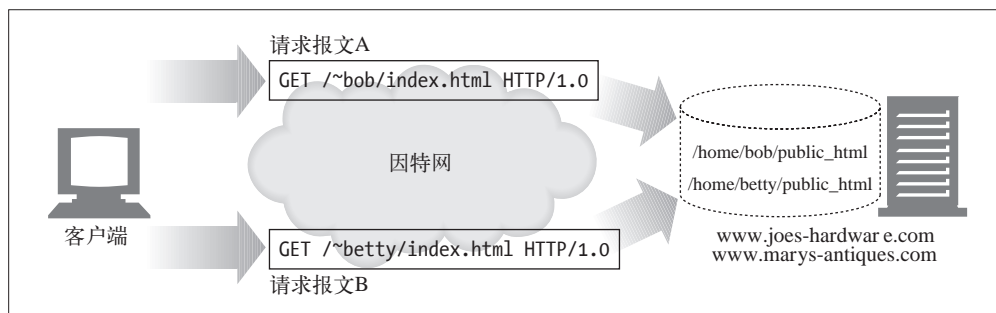 请求报文A
GET /~bob/index.html HTTP/1.0
因特网
/home/bob/public_html
/home/betty/public_html
客户端
www.joes-hardwar e.com
www.marys-antiques.com
GET /~betty/index.html HTTP/1.0
请求报文B